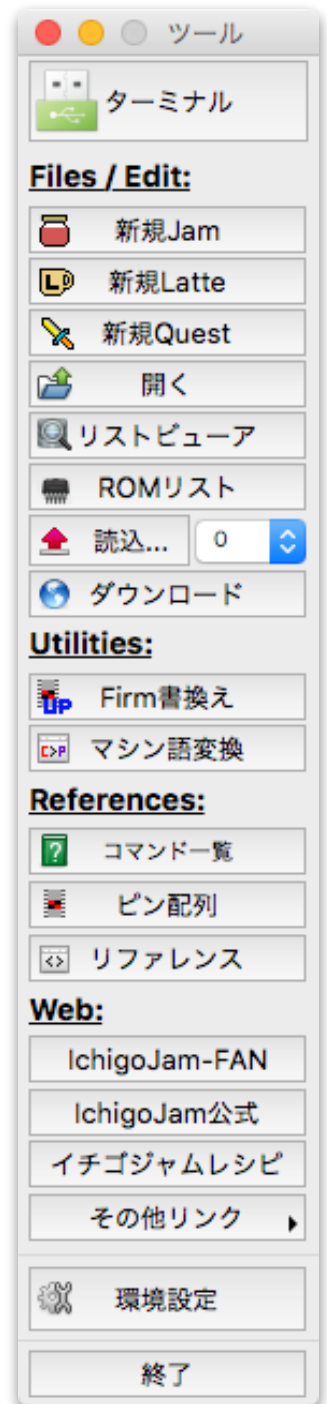 ツール
ターミナル
Files / Edit:
新規Jam
新規Latte
新規Quest
開く
リストビューア
ROMリスト
読込... 0
ダウンロード
Utilities:
Firm書換え
マシン語変換
References:
コマンド一覧
ピン配列
リファレンス
Web:
IchigoJam-FAN
IchigoJam公式
イチゴジャムレシピ
その他リンク
環境設定
終了